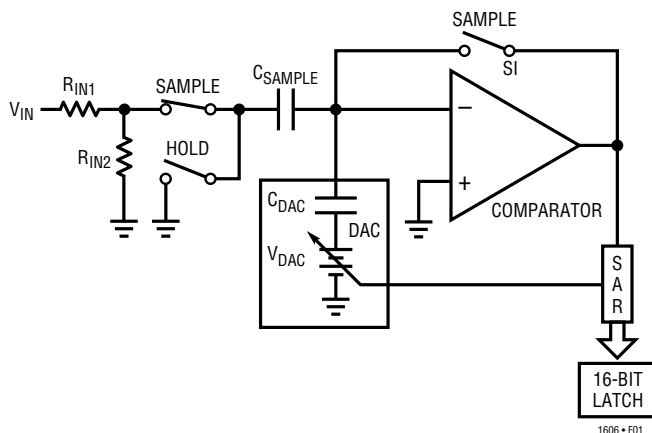 SAMPLE
SI
R_IN1
SAMPLE
C_SAMPLE
V_IN
−
HOLD
R_IN2
+
COMPARATOR
C_DAC
DAC
V_DAC
S
A
R
16-BIT
LATCH
1606 • F01